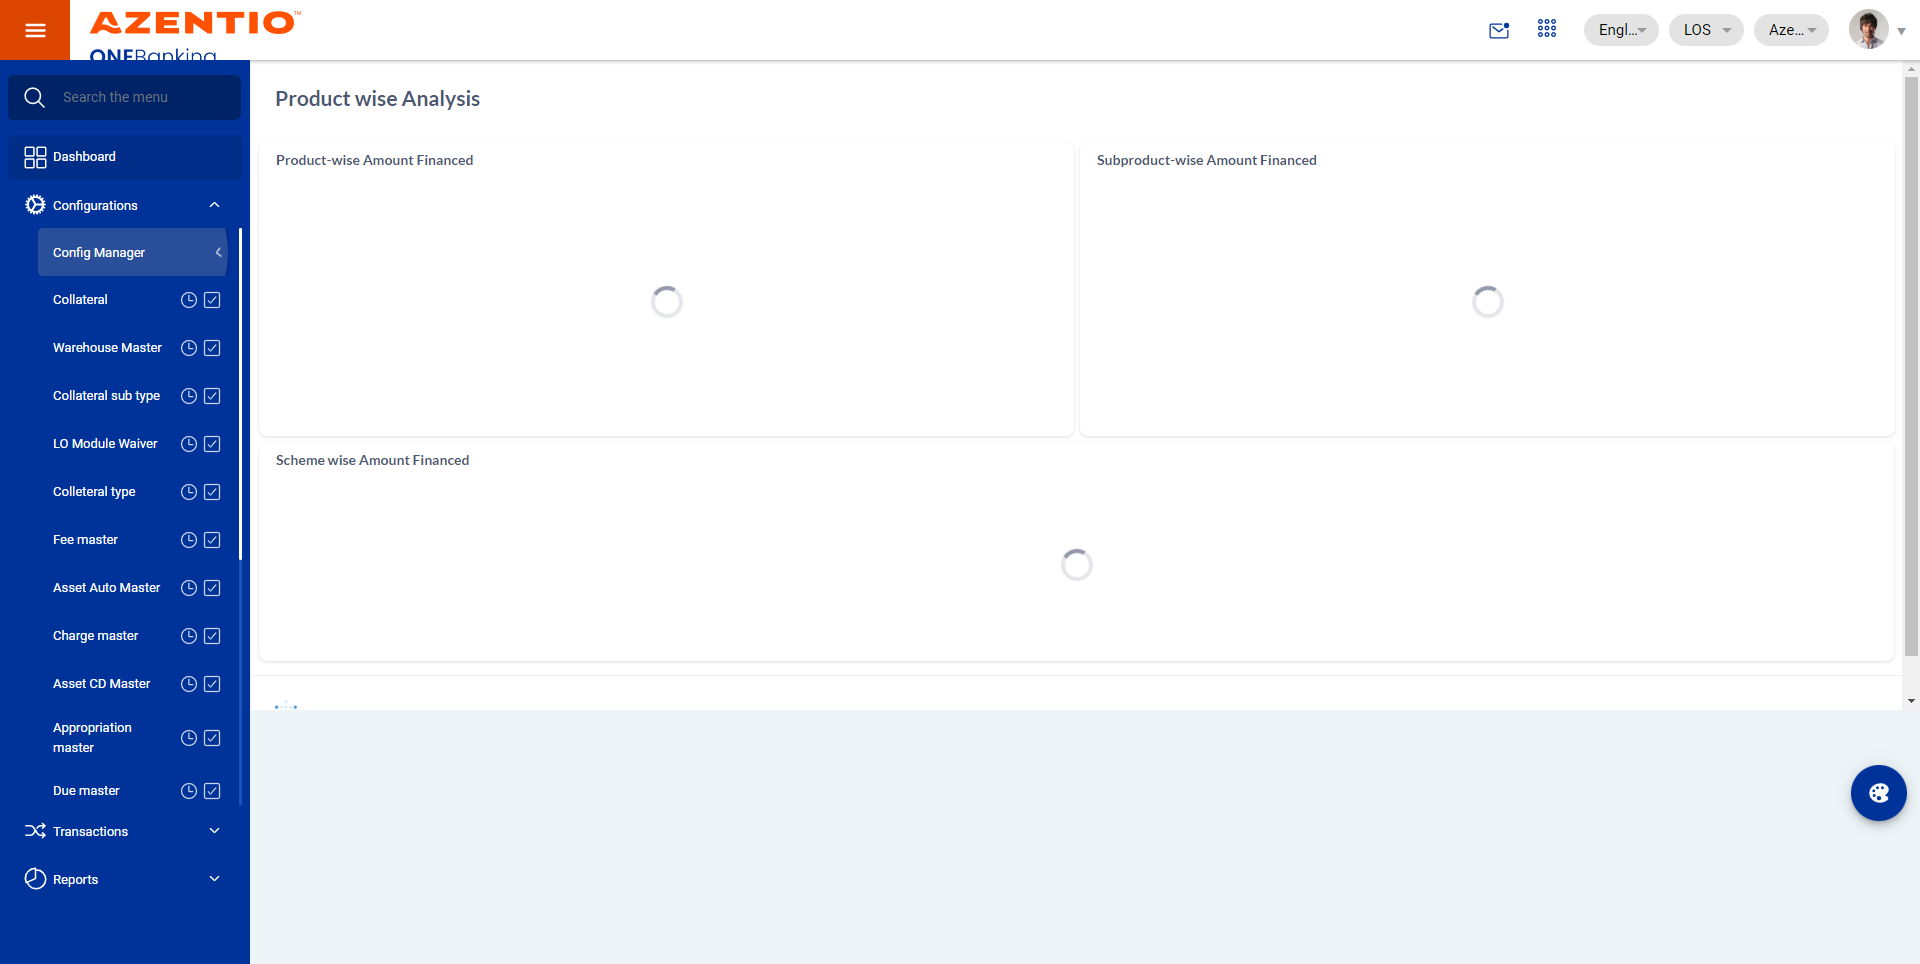 AZENTIO™
ONEBanking
Engl...
LOS
Aze...
Search the menu
Dashboard
Configurations
Config Manager
Collateral
Warehouse Master
Collateral sub type
LO Module Waiver
Colleteral type
Fee master
Asset Auto Master
Charge master
Asset CD Master
Appropriation
master
Due master
Transactions
Reports
Product wise Analysis
Product-wise Amount Financed
Subproduct-wise Amount Financed
Scheme wise Amount Financed